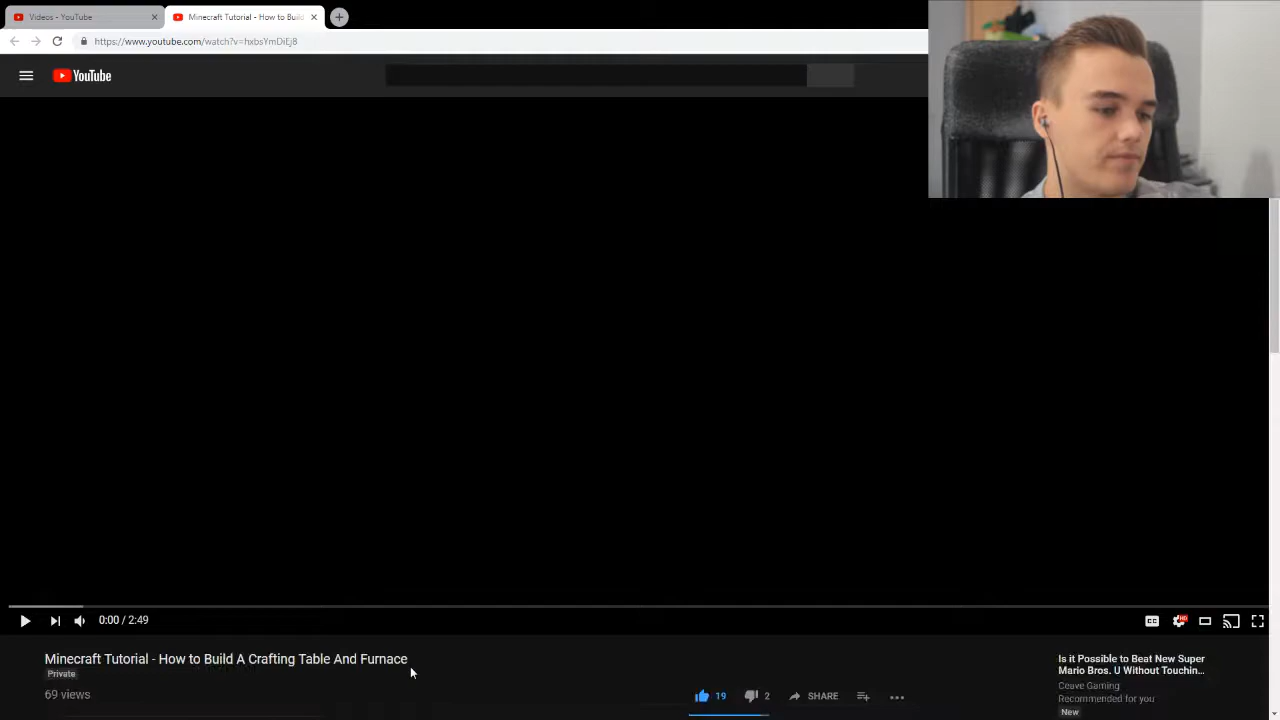 Videos - YouTube
Minecraft Tutorial - How to Build
https://www.youtube.com/watch?v=hxbsYmDiEj8
YouTube
0:00 / 2:49
CC
HD
Minecraft Tutorial - How to Build A Crafting Table And Furnace
Private
69 views
19
2
SHARE
Is it Possible to Beat New Super
Mario Bros. U Without Touchin...
Ceave Gaming
Recommended for you
New